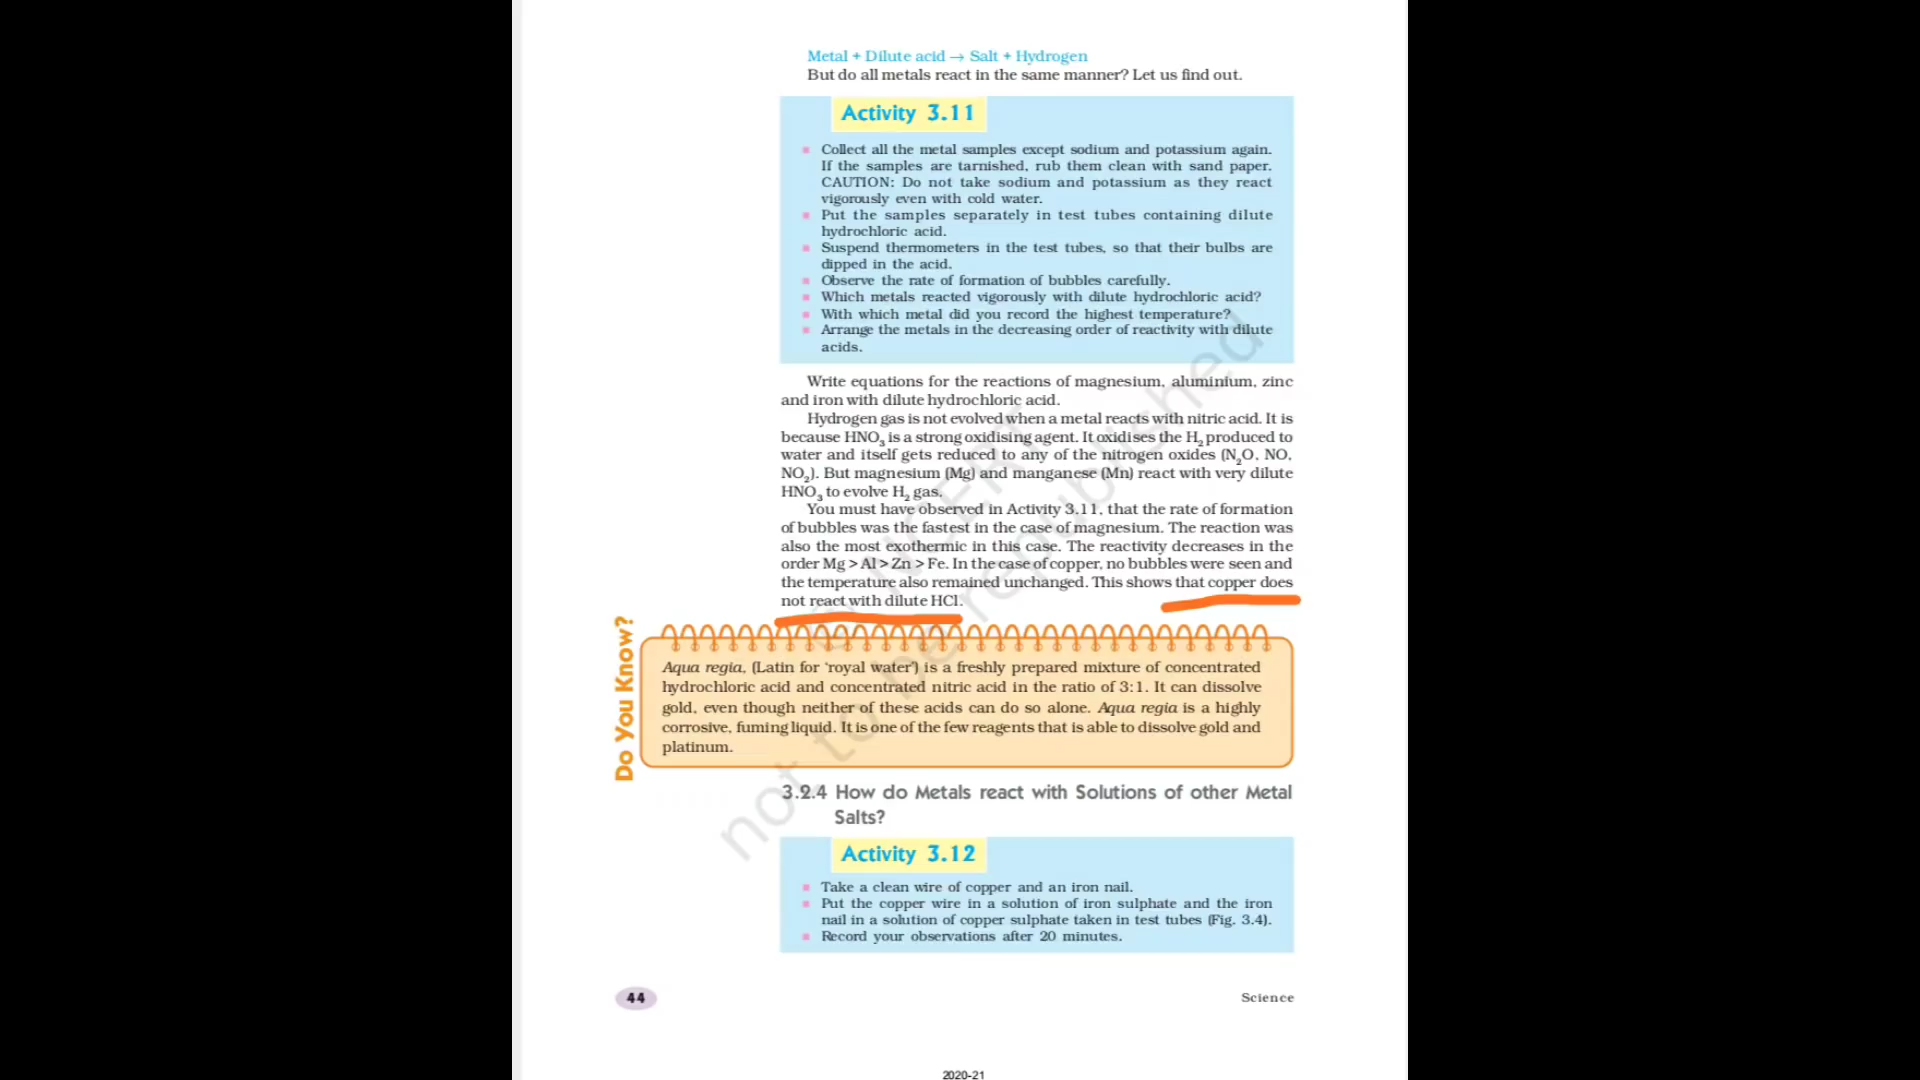 Metal + Dilute acid → Salt + Hydrogen
But do all metals react in the same manner? Let us find out.
Activity 3.11
Collect all the metal samples except sodium and potassium again.
If the samples are tarnished, rub them clean with sand paper.
CAUTION: Do not take sodium and potassium as they react
vigorously even with cold water.
Put the samples separately in test tubes containing dilute
hydrochloric acid.
Suspend thermometers in the test tubes, so that their bulbs are
dipped in the acid.
Observe the rate of formation of bubbles carefully.
Which metals reacted vigorously with dilute hydrochloric acid?
With which metal did you record the highest temperature?
Arrange the metals in the decreasing order of reactivity with dilute
acids.
Write equations for the reactions of magnesium, aluminium, zinc
and iron with dilute hydrochloric acid.
Hydrogen gas is not evolved when a metal reacts with nitric acid. It is
because HNO₃ is a strong oxidising agent. It oxidises the H₂ produced to
water and itself gets reduced to any of the nitrogen oxides (N₂O, NO,
NO₂). But magnesium (Mg) and manganese (Mn) react with very dilute
HNO₃ to evolve H₂ gas.
You must have observed in Activity 3.11, that the rate of formation
of bubbles was the fastest in the case of magnesium. The reaction was
also the most exothermic in this case. The reactivity decreases in the
order Mg > Al > Zn > Fe. In the case of copper, no bubbles were seen and
the temperature also remained unchanged. This shows that copper does
not react with dilute HCl.
Do You Know?
Aqua regia, (Latin for ‘royal water’) is a freshly prepared mixture of concentrated
hydrochloric acid and concentrated nitric acid in the ratio of 3:1. It can dissolve
gold, even though neither of these acids can do so alone. Aqua regia is a highly
corrosive, fuming liquid. It is one of the few reagents that is able to dissolve gold and
platinum.
3.2.4 How do Metals react with Solutions of other Metal
Salts?
Activity 3.12
Take a clean wire of copper and an iron nail.
Put the copper wire in a solution of iron sulphate and the iron
nail in a solution of copper sulphate taken in test tubes (Fig. 3.4).
Record your observations after 20 minutes.
44
Science
2020-21
© NCERT
not to be republished